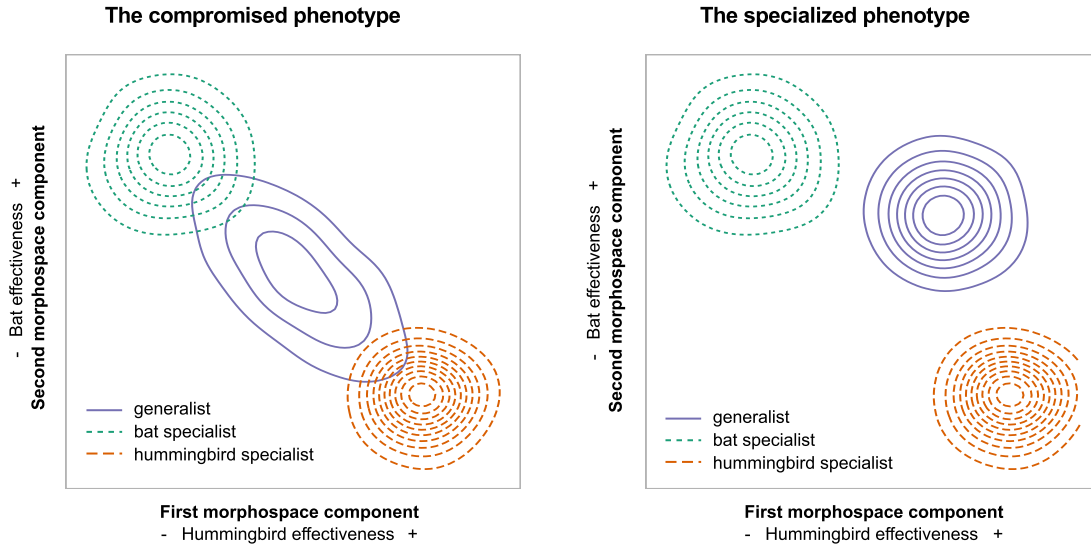 The compromised phenotype
- Bat effectiveness +
Second morphospace component
generalist
bat specialist
hummingbird specialist
First morphospace component
- Hummingbird effectiveness +
The specialized phenotype
- Bat effectiveness +
Second morphospace component
generalist
bat specialist
hummingbird specialist
First morphospace component
- Hummingbird effectiveness +